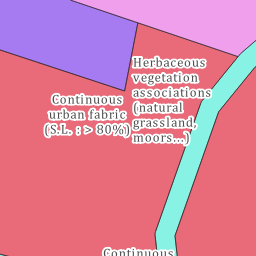 Herbaceous
vegetation
associations
(natural
grassland,
moors...)
Continuous
urban fabric
(S.L. : > 80%)
Continuous